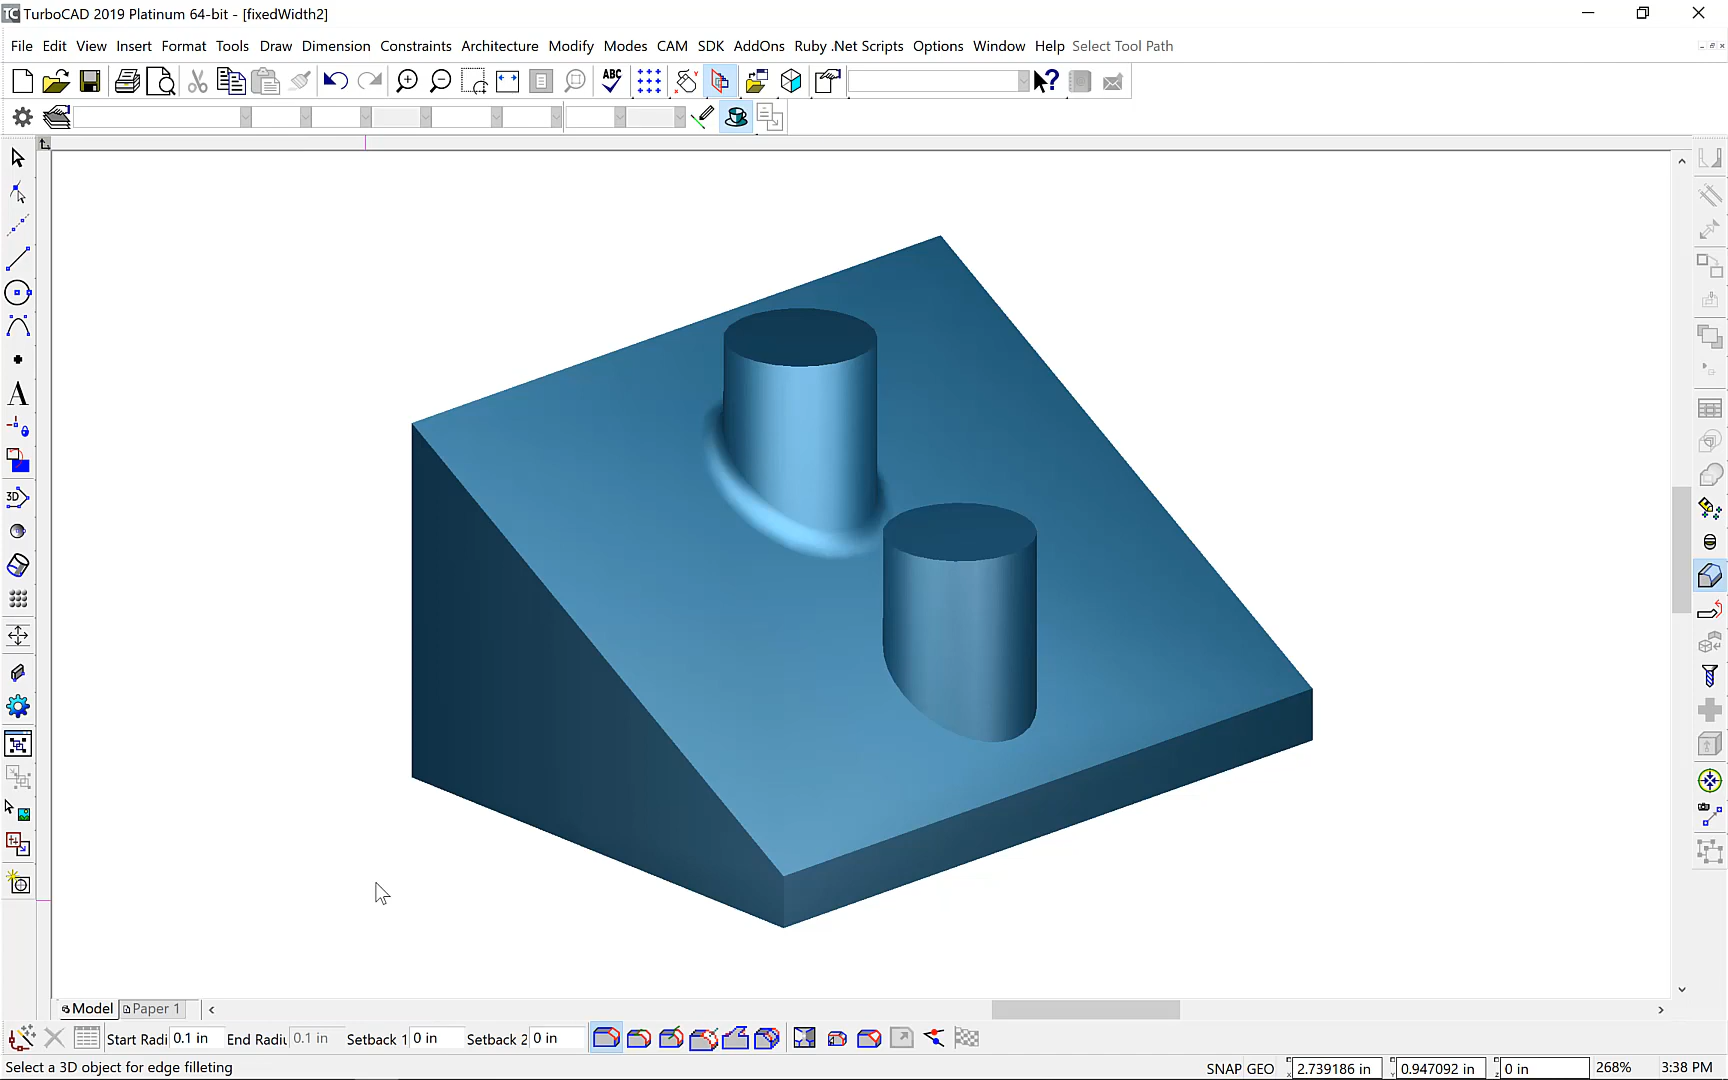 TurboCAD 2019 Platinum 64-bit - [fixedWidth2]
File Edit View Insert Format Tools Draw Dimension Constraints Architecture Modify Modes CAM SDK AddOns Ruby .Net Scripts Options Window Help Select Tool Path
ABC
A
3D
Model Paper 1
Start Radi 0.1 in End Radiu 0.1 in Setback 1 0 in Setback 2 0 in
Select a 3D object for edge filleting SNAP GEO 2.739186 in 0.947092 in 0 in 268% 3:38 PM